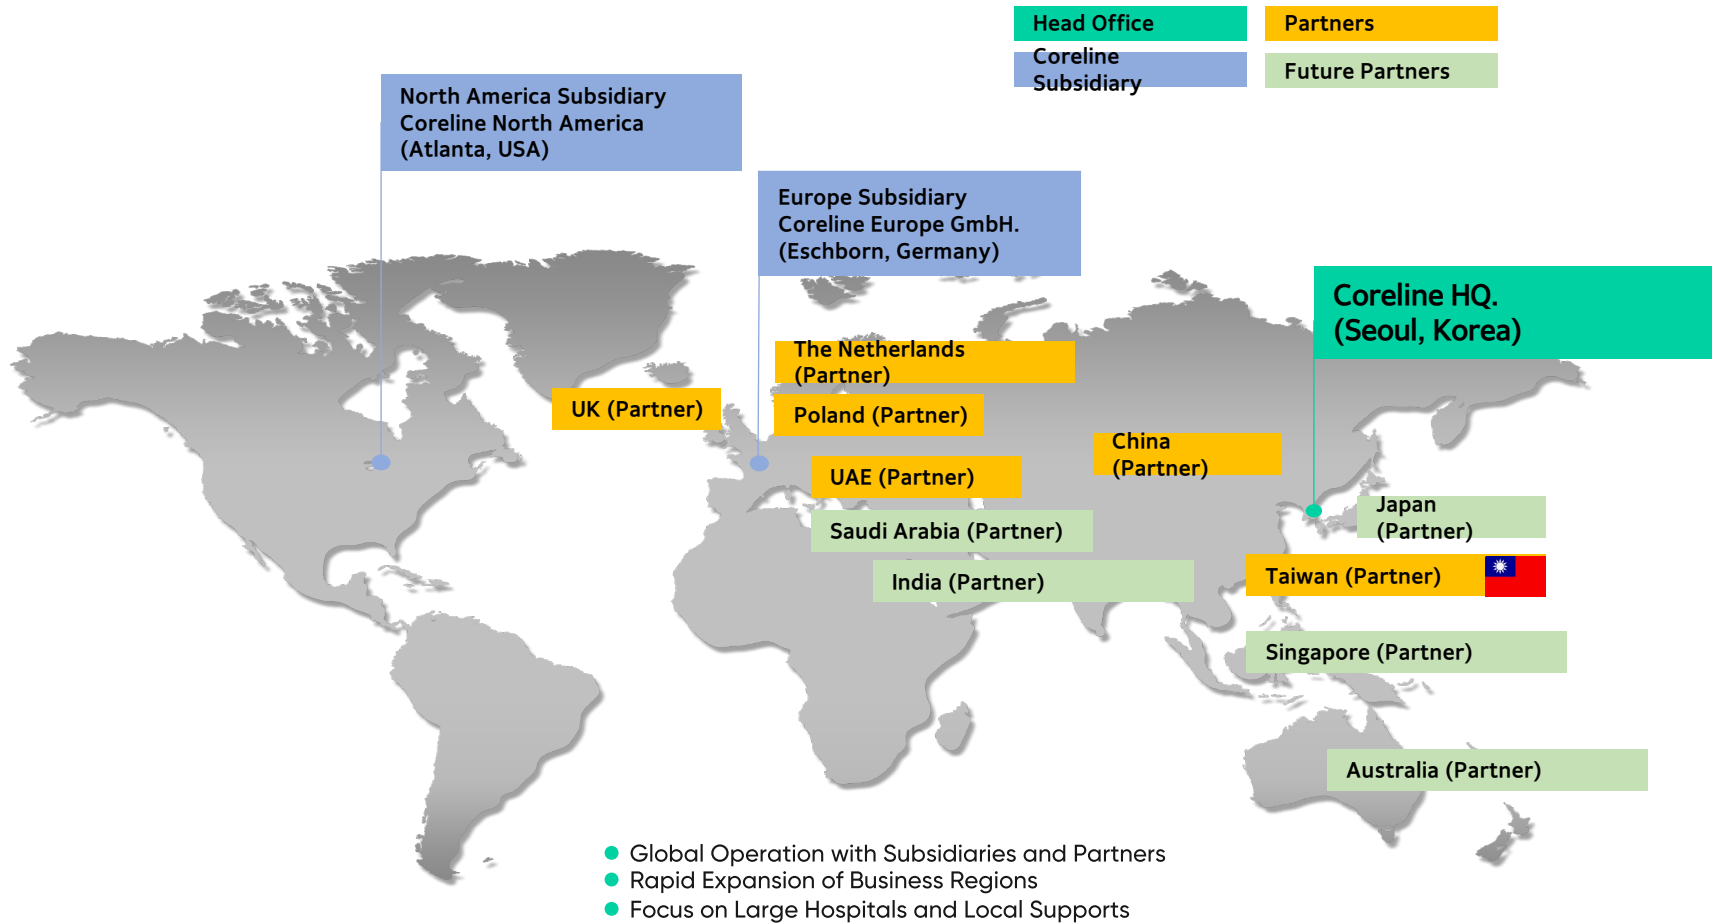 Head Office
Partners
Coreline
Subsidiary
Future Partners
North America Subsidiary
Coreline North America
(Atlanta, USA)
Europe Subsidiary
Coreline Europe GmbH.
(Eschborn, Germany)
Coreline HQ.
(Seoul, Korea)
The Netherlands
(Partner)
UK (Partner)
Poland (Partner)
China
(Partner)
UAE (Partner)
Japan
(Partner)
Saudi Arabia (Partner)
Taiwan (Partner)
India (Partner)
Singapore (Partner)
Australia (Partner)
Global Operation with Subsidiaries and Partners
Rapid Expansion of Business Regions
Focus on Large Hospitals and Local Supports